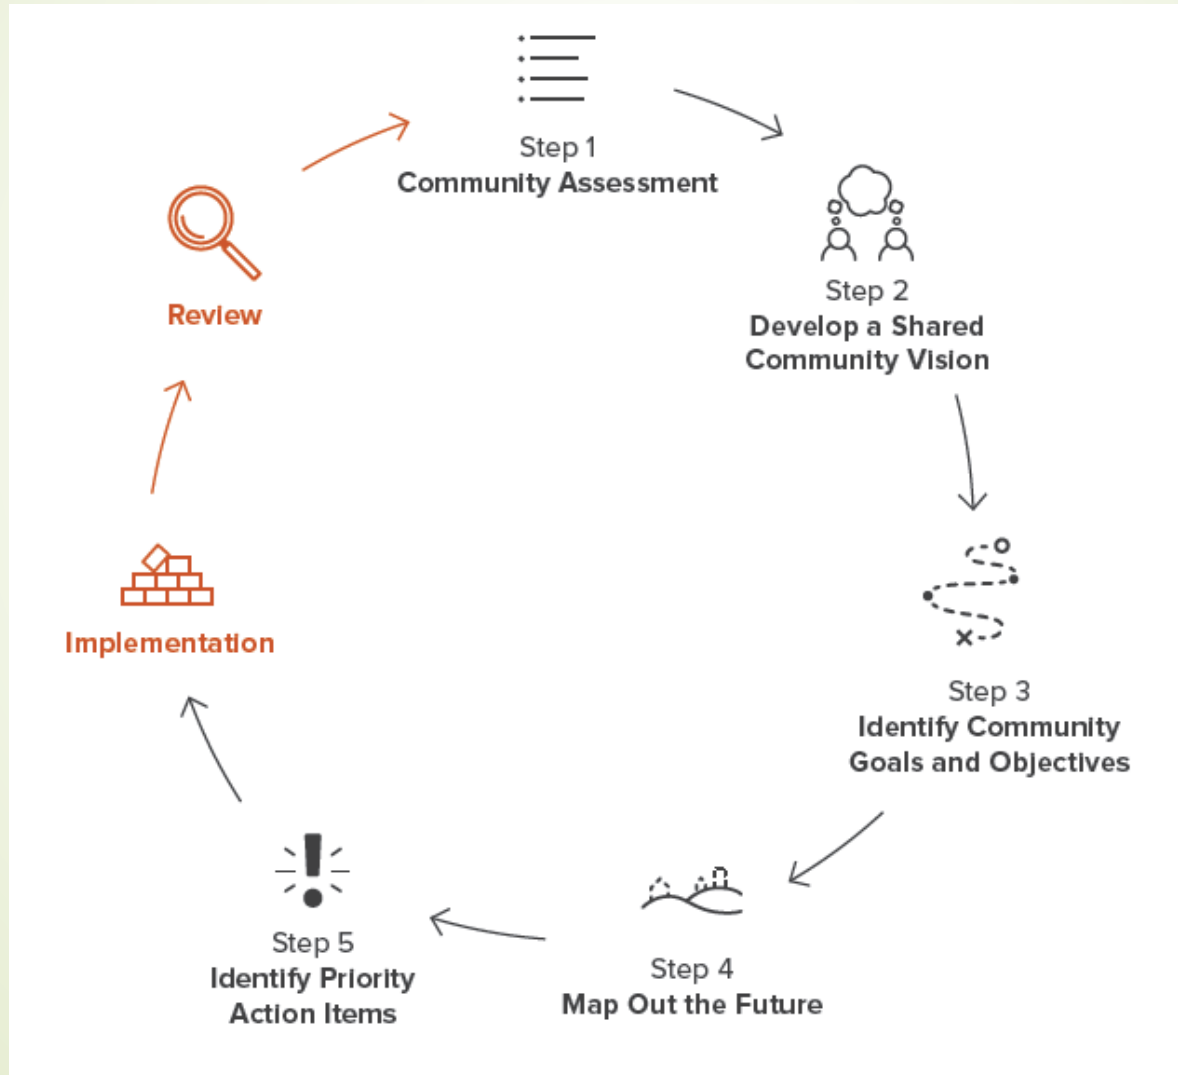 Step 1
Community Assessment
Step 2
Develop a Shared
Community Vision
Step 3
Identify Community
Goals and Objectives
Step 4
Map Out the Future
Step 5
Identify Priority
Action Items
Implementation
Review